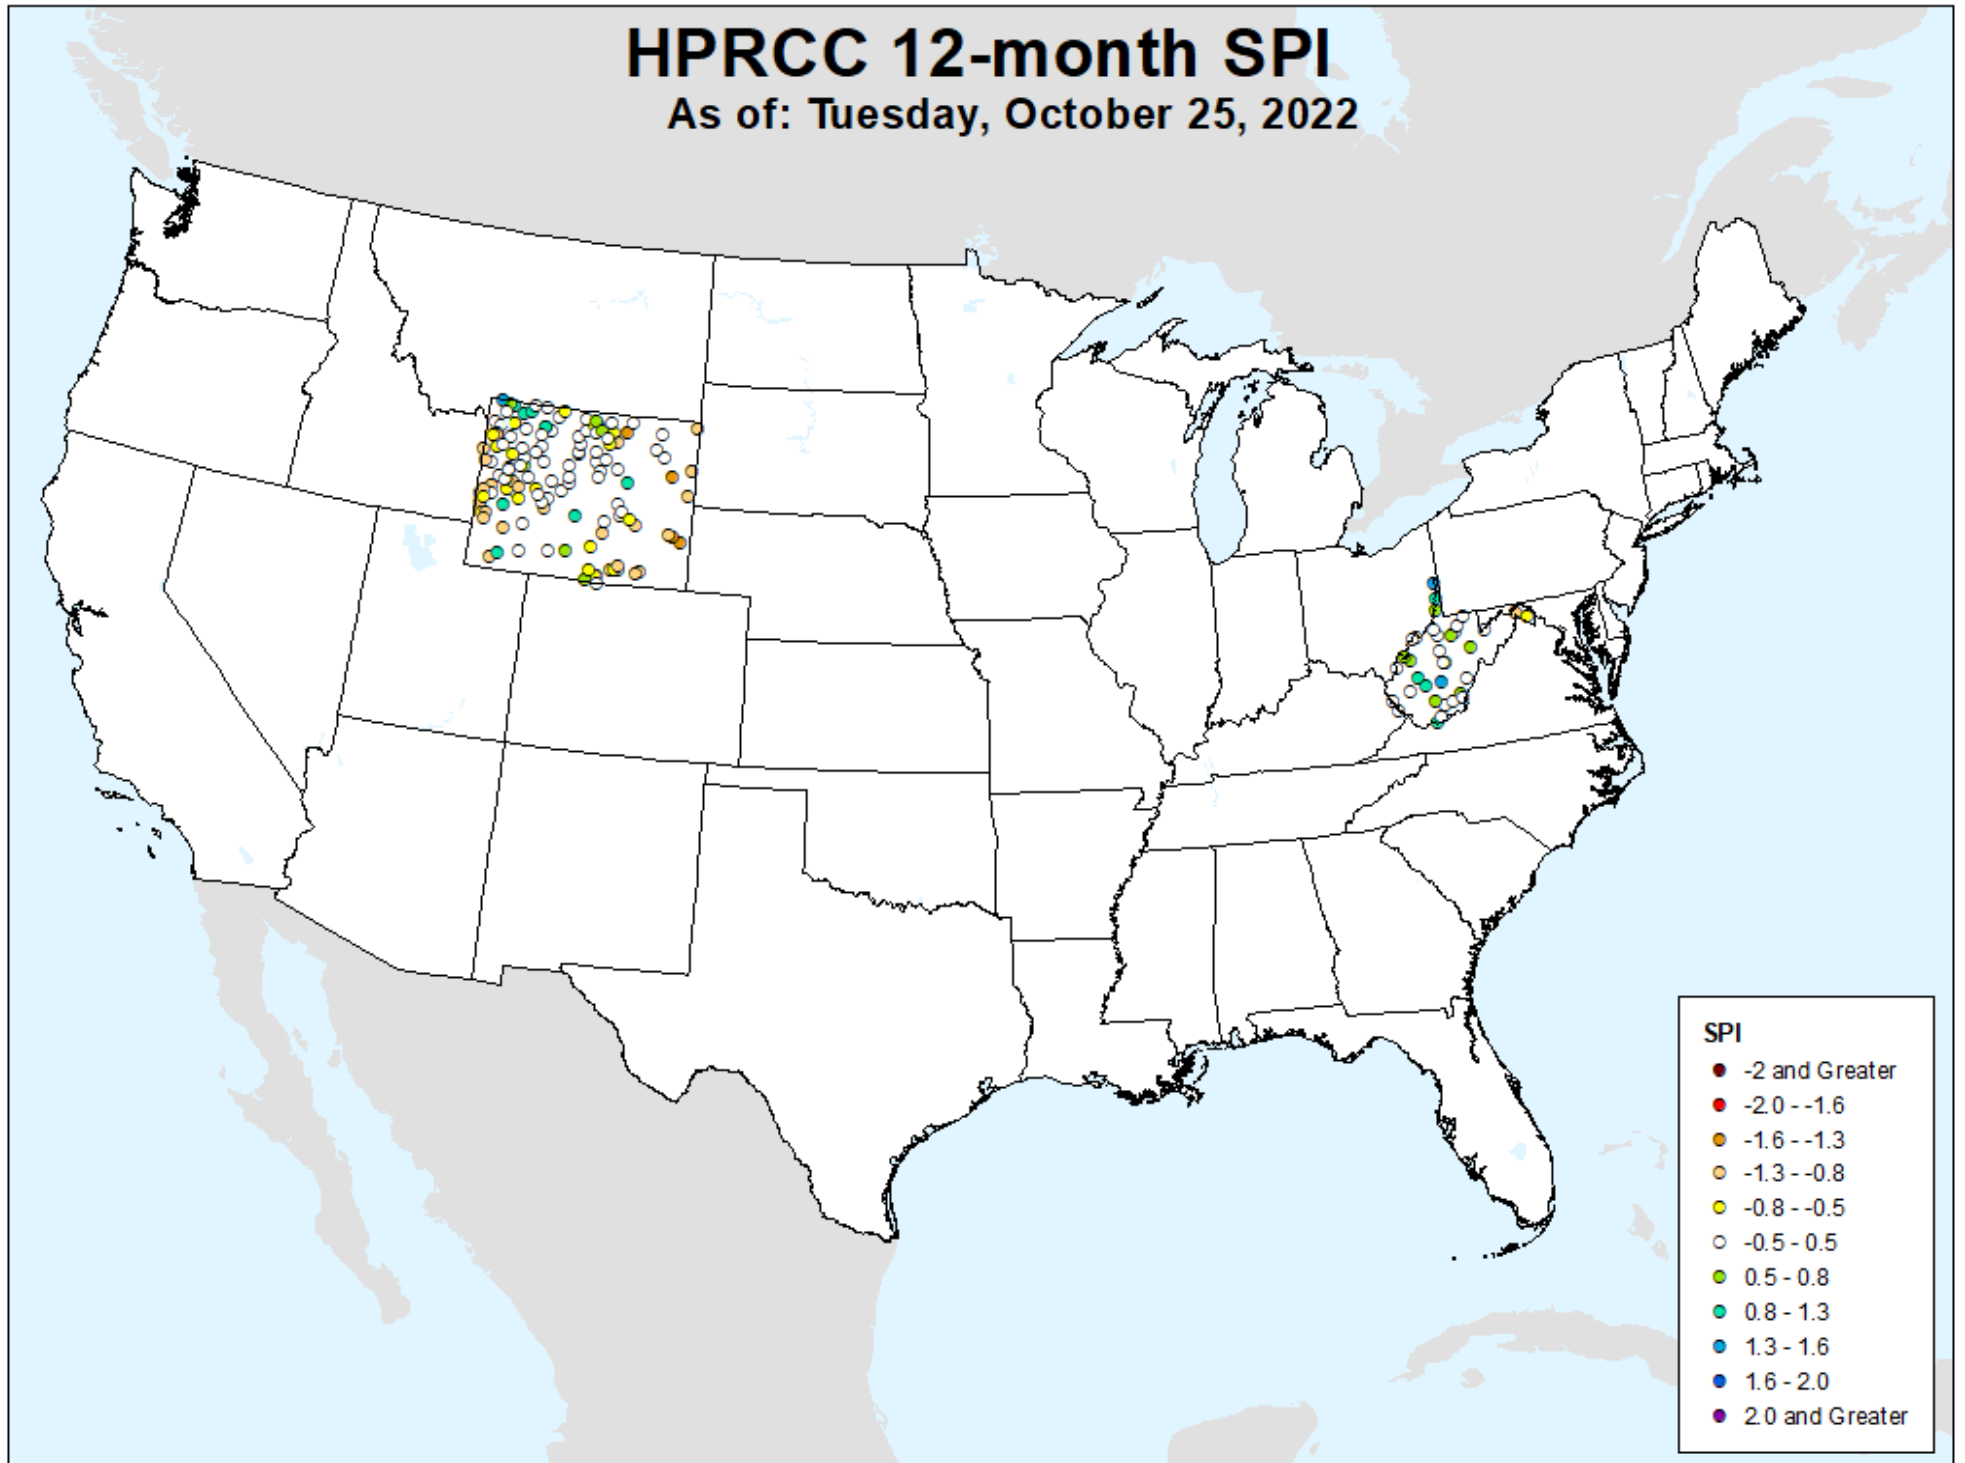 HPRCC 12-month SPI
As of: Tuesday, October 25, 2022
SPI
-2 and Greater
-2.0 - -1.6
-1.6 - -1.3
-1.3 - -0.8
-0.8 - -0.5
-0.5 - 0.5
0.5 - 0.8
0.8 - 1.3
1.3 - 1.6
1.6 - 2.0
2.0 and Greater